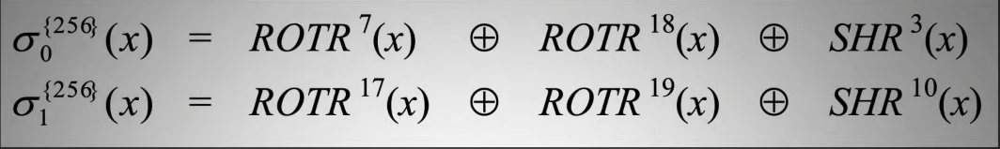 σ₀^{256}(x) = ROTR⁷(x) ⊕ ROTR¹⁸(x) ⊕ SHR³(x)
σ₁^{256}(x) = ROTR¹⁷(x) ⊕ ROTR¹⁹(x) ⊕ SHR¹⁰(x)